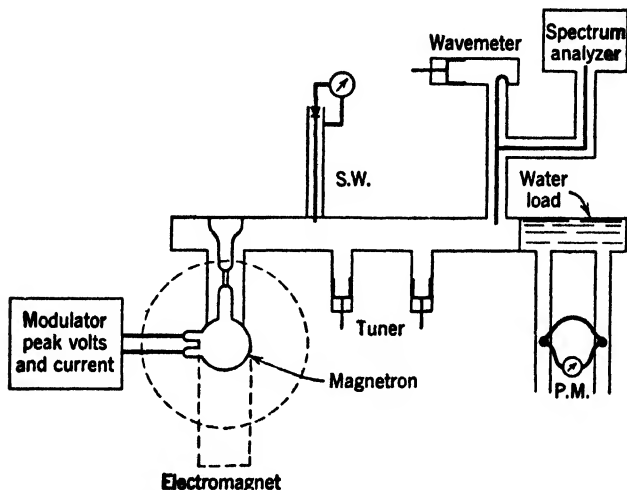 Spectrum
analyzer
Wavemeter
S.W.
Water
load
Modulator
peak volts
and current
Tuner
Magnetron
P.M.
Electromagnet